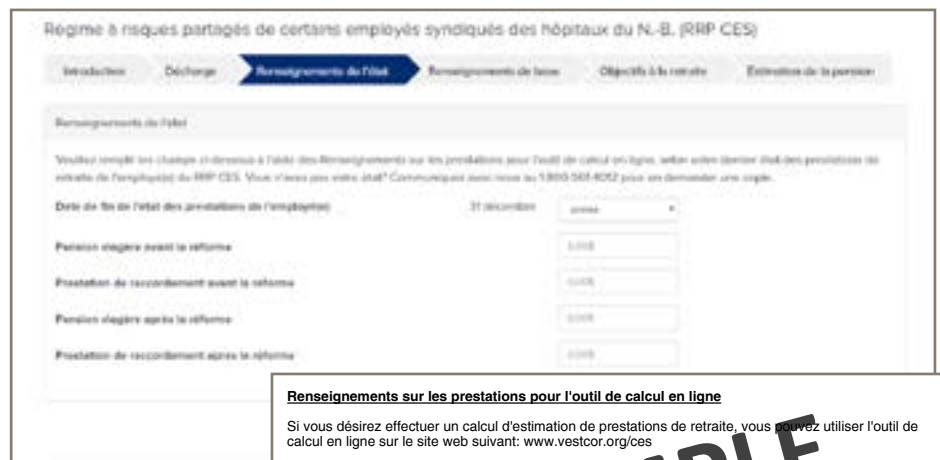 Régime à risques partagés de certains employés syndiqués des hôpitaux du N.-B. (RRP CES)
Introduction Décharge Renseignements de l'état Renseignements de base Objectifs à la retraite Estimation de la pension
Renseignements de l'état
Veuillez remplir les champs ci-dessous à l'aide des Renseignements sur les prestations pour l'outil de calcul en ligne, selon votre dernier état des prestations de
retraite de l'employé(e) du RRP CES. Vous n'avez pas votre état? Communiquez avec nous au pour en demander une copie.
Date de fin de l'état des prestations de l'employé(e) 31 décembre année
Pension viagère avant la réforme 0.00$
Prestation de raccordement avant la réforme 0.00$
Pension viagère après la réforme 0.00$
Prestation de raccordement après la réforme 0.00$
Renseignements sur les prestations pour l'outil de calcul en ligne
Si vous désirez effectuer un calcul d'estimation de prestations de retraite, vous pouvez utiliser l'outil de
calcul en ligne sur le site web suivant: www.vestcor.org/ces